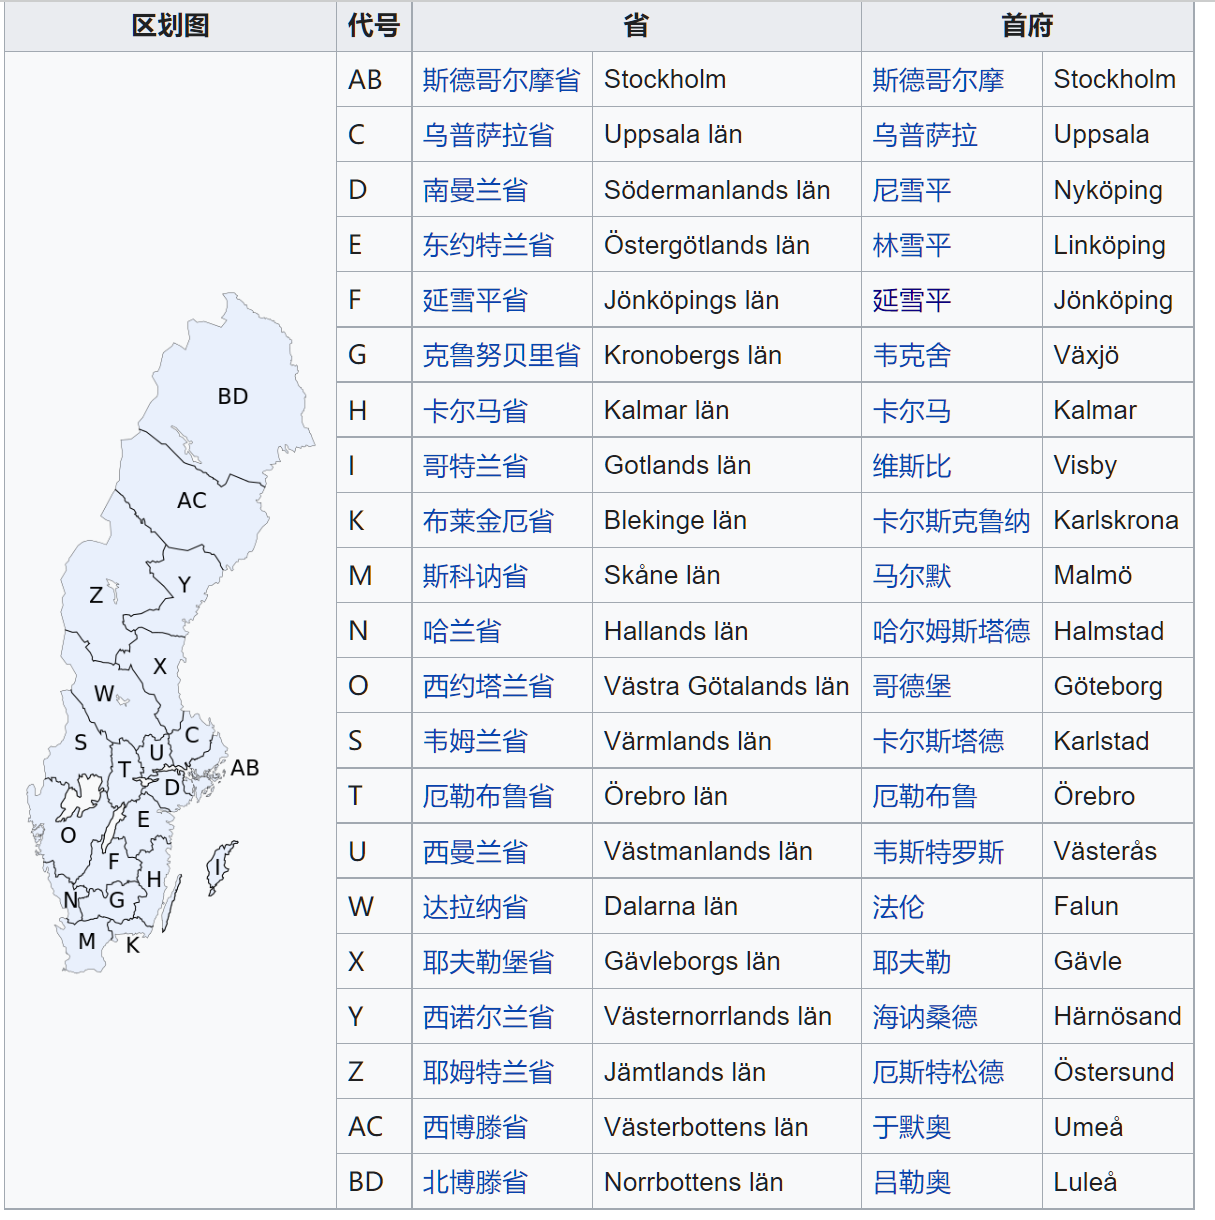 区划图 代号 省 首府
AB 斯德哥尔摩省 Stockholm 斯德哥尔摩 Stockholm
C 乌普萨拉省 Uppsala län 乌普萨拉 Uppsala
D 南曼兰省 Södermanlands län 尼雪平 Nyköping
E 东约特兰省 Östergötlands län 林雪平 Linköping
F 延雪平省 Jönköpings län 延雪平 Jönköping
G 克鲁努贝里省 Kronobergs län 韦克舍 Växjö
H 卡尔马省 Kalmar län 卡尔马 Kalmar
I 哥特兰省 Gotlands län 维斯比 Visby
K 布莱金厄省 Blekinge län 卡尔斯克鲁纳 Karlskrona
M 斯科讷省 Skåne län 马尔默 Malmö
N 哈兰省 Hallands län 哈尔姆斯塔德 Halmstad
O 西约塔兰省 Västra Götalands län 哥德堡 Göteborg
S 韦姆兰省 Värmlands län 卡尔斯塔德 Karlstad
T 厄勒布鲁省 Örebro län 厄勒布鲁 Örebro
U 西曼兰省 Västmanlands län 韦斯特罗斯 Västerås
W 达拉纳省 Dalarna län 法伦 Falun
X 耶夫勒堡省 Gävleborgs län 耶夫勒 Gävle
Y 西诺尔兰省 Västernorrlands län 海讷桑德 Härnösand
Z 耶姆特兰省 Jämtlands län 厄斯特松德 Östersund
AC 西博滕省 Västerbottens län 于默奥 Umeå
BD 北博滕省 Norrbottens län 吕勒奥 Luleå
BD
AC
Y
Z
X
W
C
S
U
T
AB
D
E
O
F
I
H
N
G
M
K